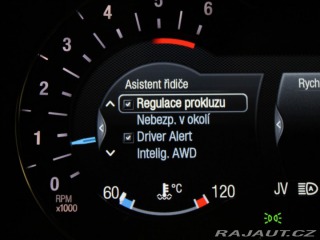 5
6
4
3
2
1
0
RPM
x1000
Asistent řidiče
Regulace prokluzu
Nebezp. v okolí
Driver Alert
Intelig. AWD
60
°C
120
Rych
JV
A
RAJAUT.CZ